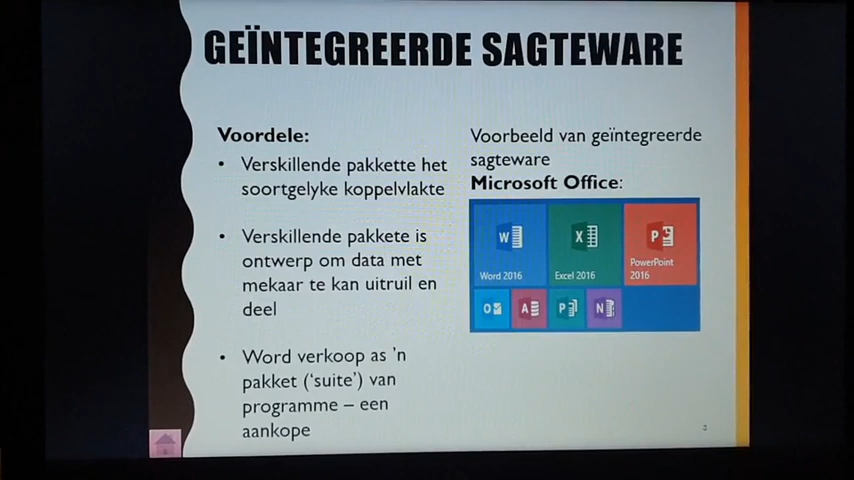 GEÏNTEGREERDE SAGTEWARE
Voordele:
• Verskillende pakkette het
soortgelyke koppelvlakte
• Verskillende pakkete is
ontwerp om data met
mekaar te kan uitruil en
deel
• Word verkoop as 'n
pakket ('suite') van
programme – een
aankope
Voorbeeld van geïntegreerde
sagteware
Microsoft Office:
W
Word 2016
X
Excel 2016
P
PowerPoint
2016
O
A
P
N
3